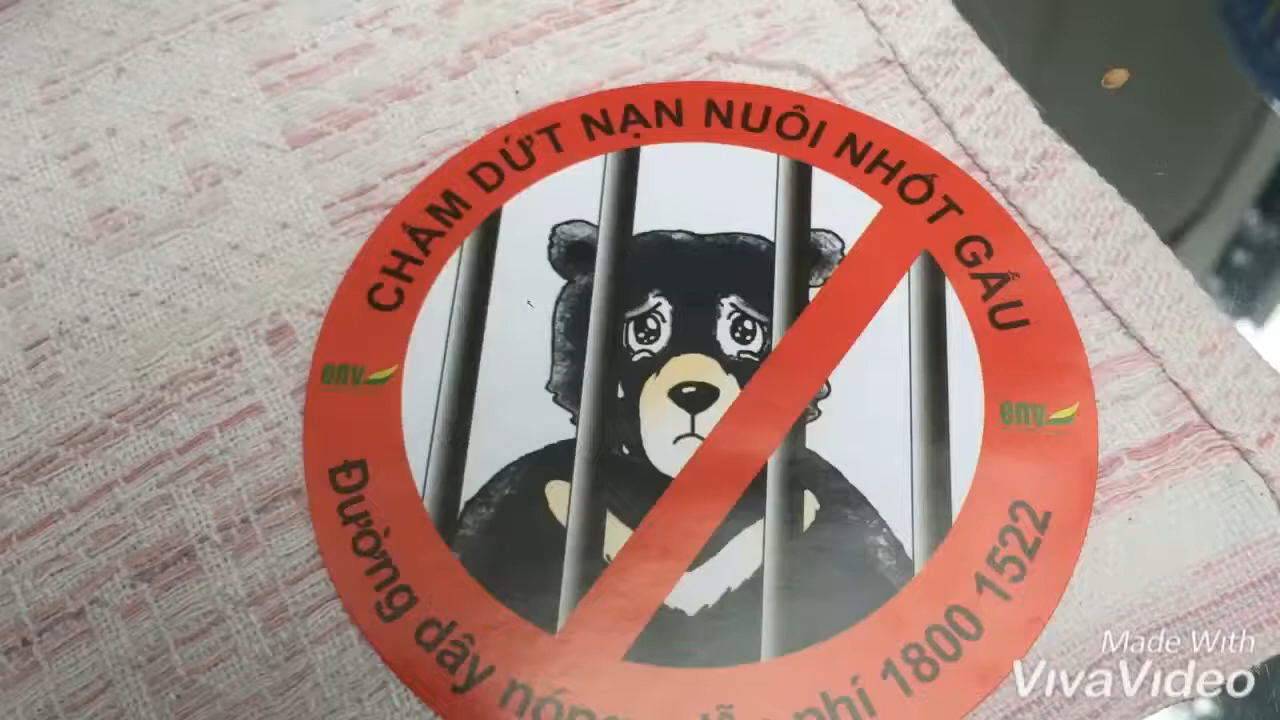 CHẤM DỨT NẠN NUÔI NHỐT GẤU
env
env
Đường dây nóng phí 1800 1522
Made With
VivaVideo